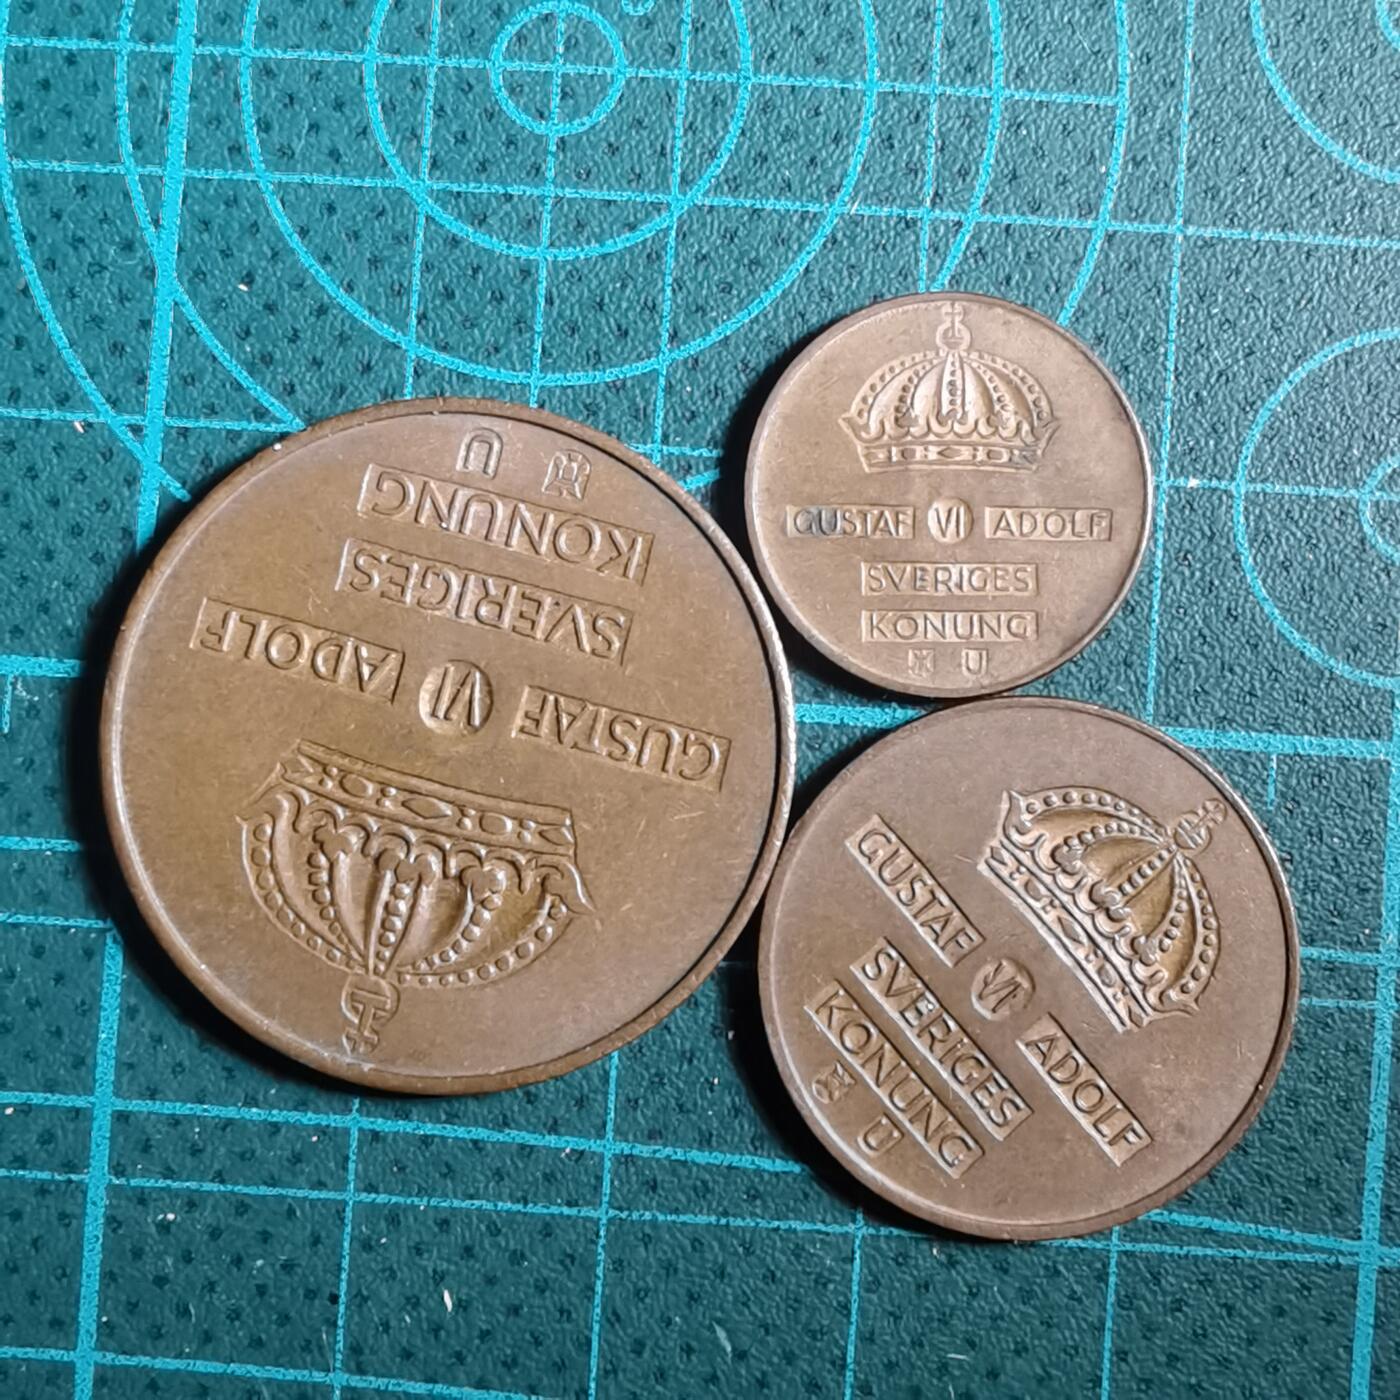 GUSTAF VI ADOLF
SVERIGES
KONUNG
U
GUSTAF VI ADOLF
SVERIGES
KONUNG
U
GUSTAF VI ADOLF
SVERIGES
KONUNG
U